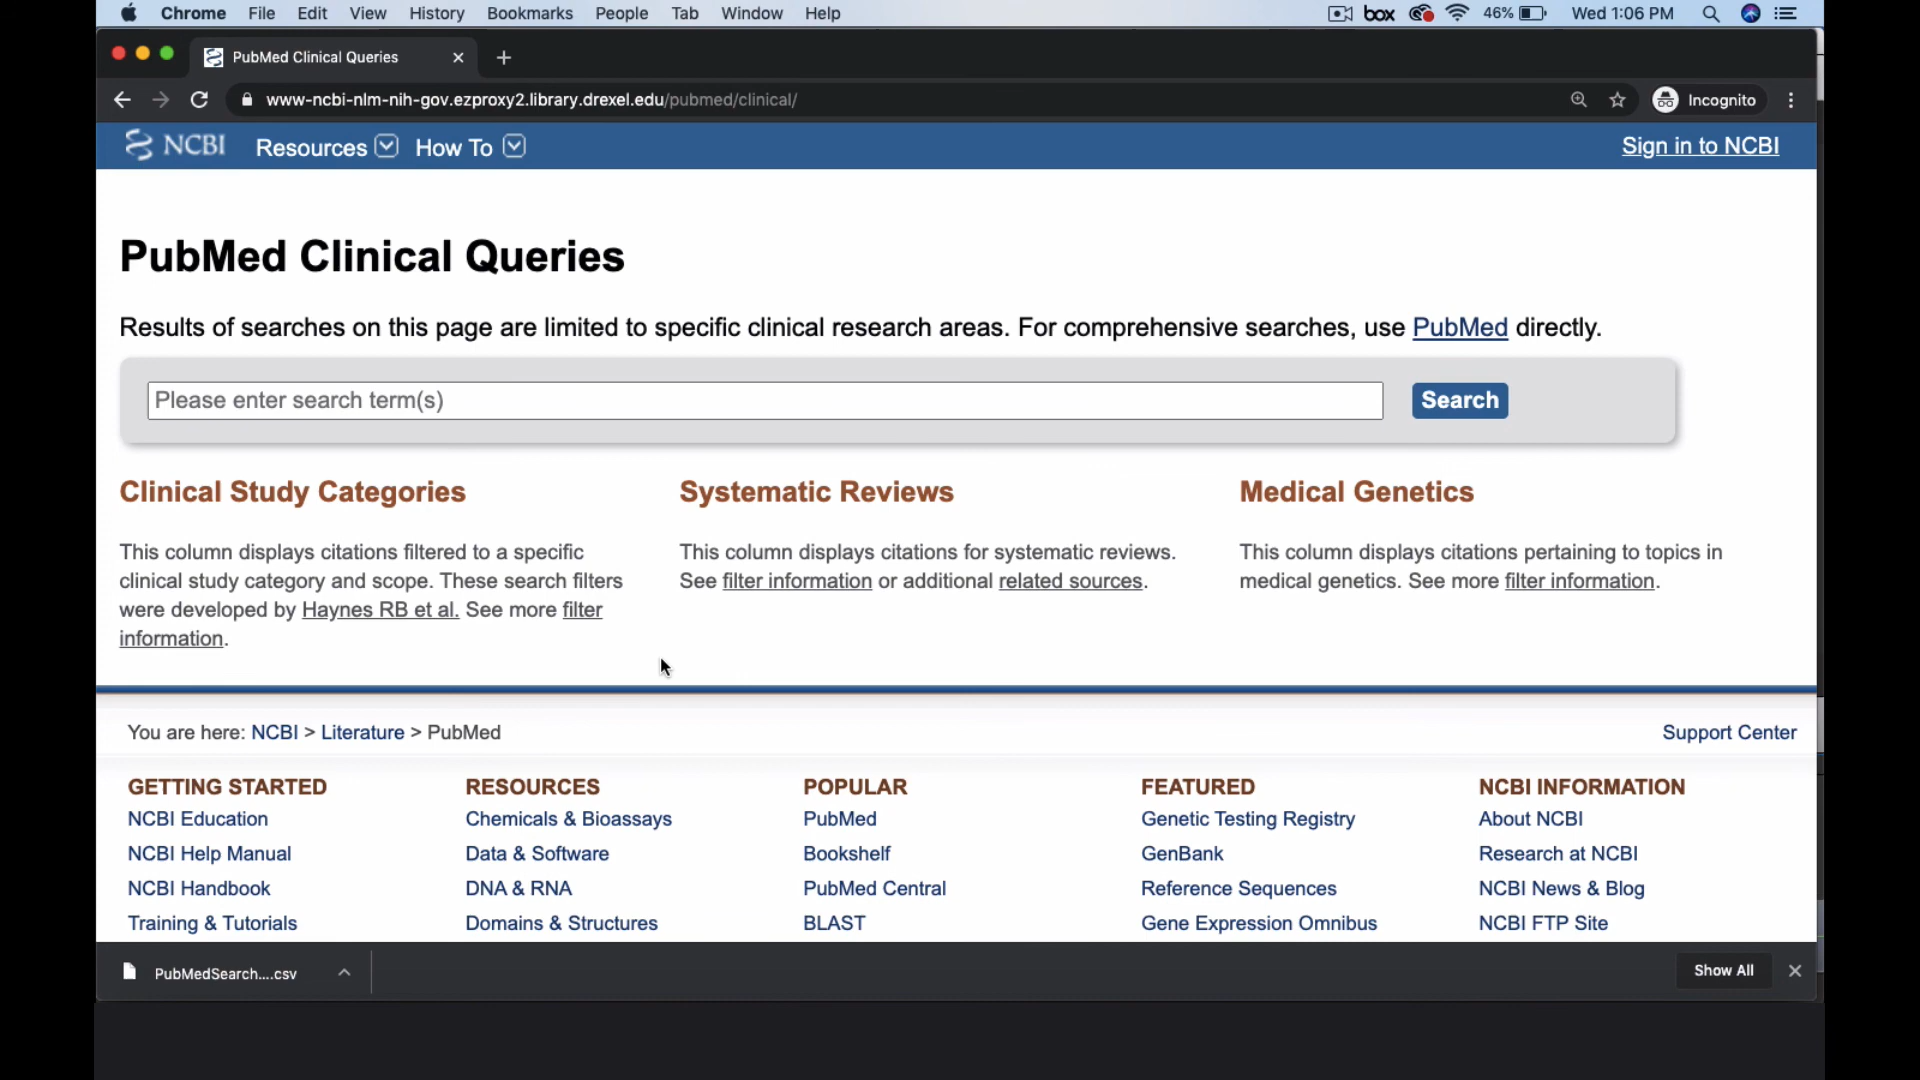 Chrome File Edit View History Bookmarks People Tab Window Help box 46% Wed 1:06 PM
PubMed Clinical Queries
www-ncbi-nlm-nih-gov.ezproxy2.library.drexel.edu/pubmed/clinical/ Incognito
NCBI Resources How To Sign in to NCBI
PubMed Clinical Queries
Results of searches on this page are limited to specific clinical research areas. For comprehensive searches, use PubMed directly.
Please enter search term(s) Search
Clinical Study Categories
This column displays citations filtered to a specific
clinical study category and scope. These search filters
were developed by Haynes RB et al. See more filter
information.
Systematic Reviews
This column displays citations for systematic reviews.
See filter information or additional related sources.
Medical Genetics
This column displays citations pertaining to topics in
medical genetics. See more filter information.
You are here: NCBI > Literature > PubMed Support Center
GETTING STARTED
NCBI Education
NCBI Help Manual
NCBI Handbook
Training & Tutorials
RESOURCES
Chemicals & Bioassays
Data & Software
DNA & RNA
Domains & Structures
POPULAR
PubMed
Bookshelf
PubMed Central
BLAST
FEATURED
Genetic Testing Registry
GenBank
Reference Sequences
Gene Expression Omnibus
NCBI INFORMATION
About NCBI
Research at NCBI
NCBI News & Blog
NCBI FTP Site
PubMedSearch....csv Show All